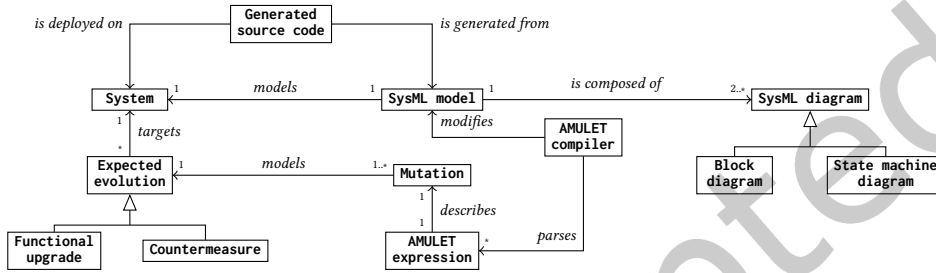 Generated
source code
is deployed on
is generated from
System
1
models
1
SysML model
1
is composed of
2..*
SysML diagram
1
targets
*
modifies
AMULET
compiler
Expected
evolution
1
models
1..*
Mutation
Block
diagram
State machine
diagram
1
describes
1
Functional
upgrade
Countermeasure
AMULET
expression
*
parses